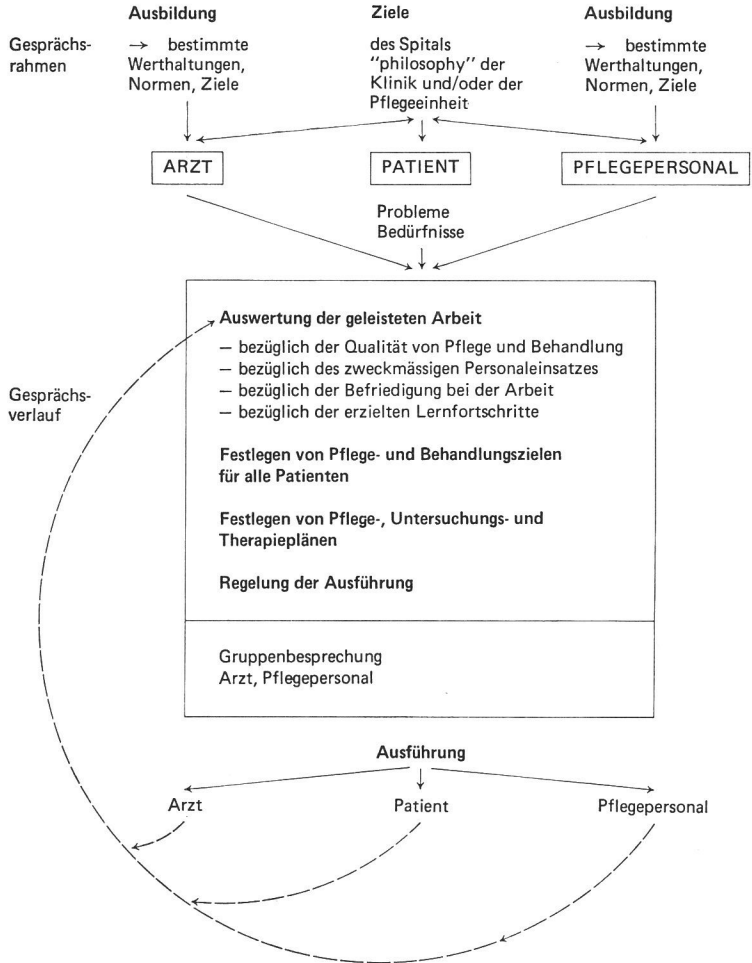 Ausbildung
Ziele
Ausbildung
Gesprächs-
rahmen
→ bestimmte
Werthaltungen,
Normen, Ziele
des Spitals
"philosophy" der
Klinik und/oder der
Pflegeeinheit
→ bestimmte
Werthaltungen,
Normen, Ziele
ARZT
PATIENT
PFLEGEPERSONAL
Probleme
Bedürfnisse
Gesprächs-
verlauf
Auswertung der geleisteten Arbeit
— bezüglich der Qualität von Pflege und Behandlung
— bezüglich des zweckmässigen Personaleinsatzes
— bezüglich der Befriedigung bei der Arbeit
— bezüglich der erzielten Lernfortschritte
Festlegen von Pflege- und Behandlungszielen
für alle Patienten
Festlegen von Pflege-, Untersuchungs- und
Therapieplänen
Regelung der Ausführung
Gruppenbesprechung
Arzt, Pflegepersonal
Ausführung
Arzt
Patient
Pflegepersonal